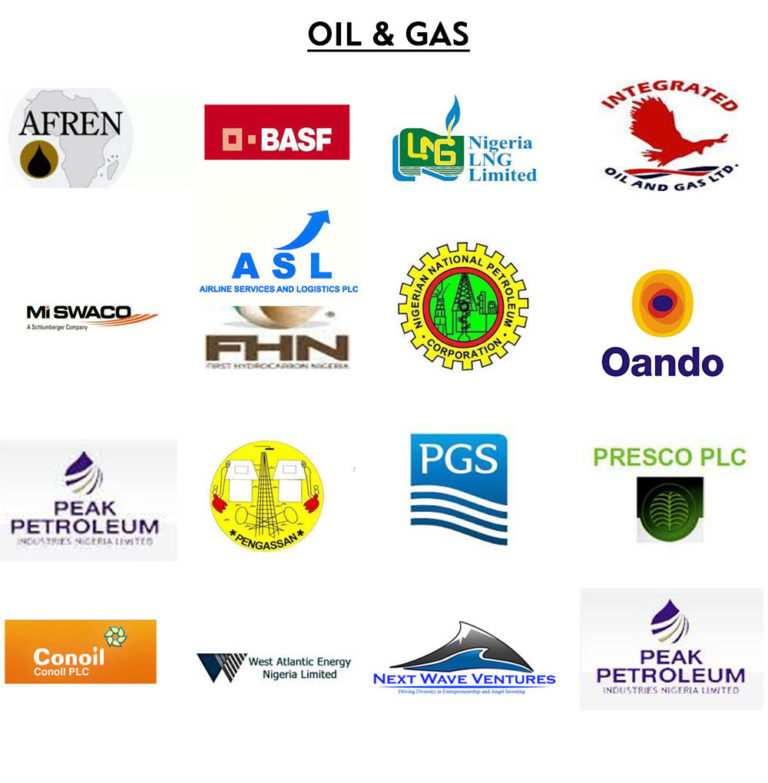 OIL & GAS
AFREN
BASF
LNG
Nigeria
LNG
Limited
INTEGRATED
OIL AND GAS LTD.
Mi SWACO
A Schlumberger Company
ASL
AIRLINE SERVICES AND LOGISTICS PLC
FHN
FIRST HYDROCARBON NIGERIA
NIGERIAN NATIONAL PETROLEUM
CORPORATION
Oando
PEAK
PETROLEUM
INDUSTRIES NIGERIA LIMITED
PENGASSAN
PGS
PRESCO PLC
Conoil
Conoil PLC
West Atlantic Energy
Nigeria Limited
NEXT WAVE VENTURES
Driving Diversity in Entrepreneurship and Angel Investing
PEAK
PETROLEUM
INDUSTRIES NIGERIA LIMITED